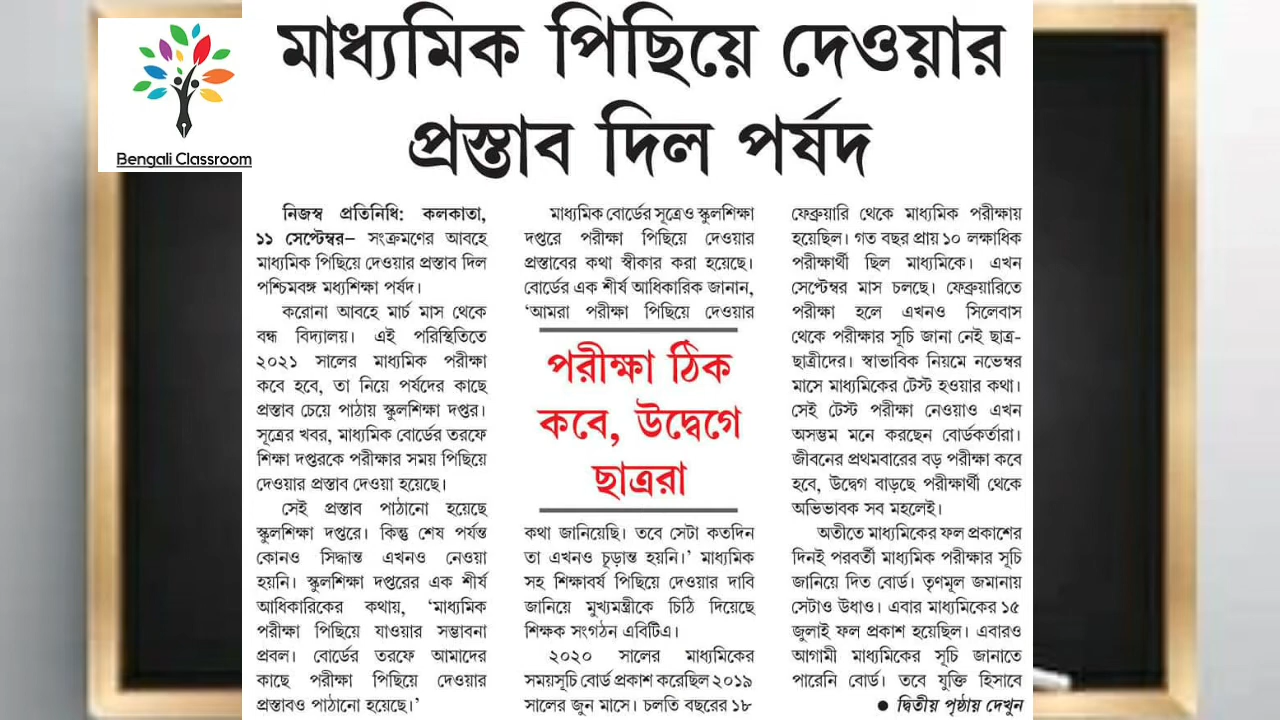 Bengali Classroom
মাধ্যমিক পিছিয়ে দেওয়ার
প্রস্তাব দিল পর্ষদ
নিজস্ব প্রতিনিধি: কলকাতা,
১১ সেপ্টেম্বর– সংক্রমণের আবহে
মাধ্যমিক পিছিয়ে দেওয়ার প্রস্তাব দিল
পশ্চিমবঙ্গ মধ্যশিক্ষা পর্ষদ।
করোনা আবহে মার্চ মাস থেকে
বন্ধ বিদ্যালয়। এই পরিস্থিতিতে
২০২১ সালের মাধ্যমিক পরীক্ষা
কবে হবে, তা নিয়ে পর্ষদের কাছে
প্রস্তাব চেয়ে পাঠায় স্কুলশিক্ষা দপ্তর।
সূত্রের খবর, মাধ্যমিক বোর্ডের তরফে
শিক্ষা দপ্তরকে পরীক্ষার সময় পিছিয়ে
দেওয়ার প্রস্তাব দেওয়া হয়েছে।
সেই প্রস্তাব পাঠানো হয়েছে
স্কুলশিক্ষা দপ্তরে। কিন্তু শেষ পর্যন্ত
কোনও সিদ্ধান্ত এখনও নেওয়া
হয়নি। স্কুলশিক্ষা দপ্তরের এক শীর্ষ
আধিকারিকের কথায়, ‘মাধ্যমিক
পরীক্ষা পিছিয়ে যাওয়ার সম্ভাবনা
প্রবল। বোর্ডের তরফে আমাদের
কাছে পরীক্ষা পিছিয়ে দেওয়ার
প্রস্তাবও পাঠানো হয়েছে।’
মাধ্যমিক বোর্ডের সূত্রেও স্কুলশিক্ষা
দপ্তরে পরীক্ষা পিছিয়ে দেওয়ার
প্রস্তাবের কথা স্বীকার করা হয়েছে।
বোর্ডের এক শীর্ষ আধিকারিক জানান,
‘আমরা পরীক্ষা পিছিয়ে দেওয়ার
পরীক্ষা ঠিক
কবে, উদ্বেগে
ছাত্ররা
কথা জানিয়েছি। তবে সেটা কতদিন
তা এখনও চূড়ান্ত হয়নি।’ মাধ্যমিক
সহ শিক্ষাবর্ষ পিছিয়ে দেওয়ার দাবি
জানিয়ে মুখ্যমন্ত্রীকে চিঠি দিয়েছে
শিক্ষক সংগঠন এবিটিএ।
২০২০ সালের মাধ্যমিকের
সময়সূচি বোর্ড প্রকাশ করেছিল ২০১৯
সালের জুন মাসে। চলতি বছরের ১৮
ফেব্রুয়ারি থেকে মাধ্যমিক পরীক্ষায়
হয়েছিল। গত বছর প্রায় ১০ লক্ষাধিক
পরীক্ষার্থী ছিল মাধ্যমিকে। এখন
সেপ্টেম্বর মাস চলছে। ফেব্রুয়ারিতে
পরীক্ষা হলে এখনও সিলেবাস
থেকে পরীক্ষার সূচি জানা নেই ছাত্র-
ছাত্রীদের। স্বাভাবিক নিয়মে নভেম্বর
মাসে মাধ্যমিকের টেস্ট হওয়ার কথা।
সেই টেস্ট পরীক্ষা নেওয়াও এখন
অসম্ভম মনে করছেন বোর্ডকর্তারা।
জীবনের প্রথমবারের বড় পরীক্ষা কবে
হবে, উদ্বেগ বাড়ছে পরীক্ষার্থী থেকে
অভিভাবক সব মহলেই।
অতীতে মাধ্যমিকের ফল প্রকাশের
দিনই পরবর্তী মাধ্যমিক পরীক্ষার সূচি
জানিয়ে দিত বোর্ড। তৃণমূল জমানায়
সেটাও উধাও। এবার মাধ্যমিকের ১৫
জুলাই ফল প্রকাশ হয়েছিল। এবারও
আগামী মাধ্যমিকের সূচি জানাতে
পারেনি বোর্ড। তবে যুক্তি হিসাবে
● দ্বিতীয় পৃষ্ঠায় দেখুন